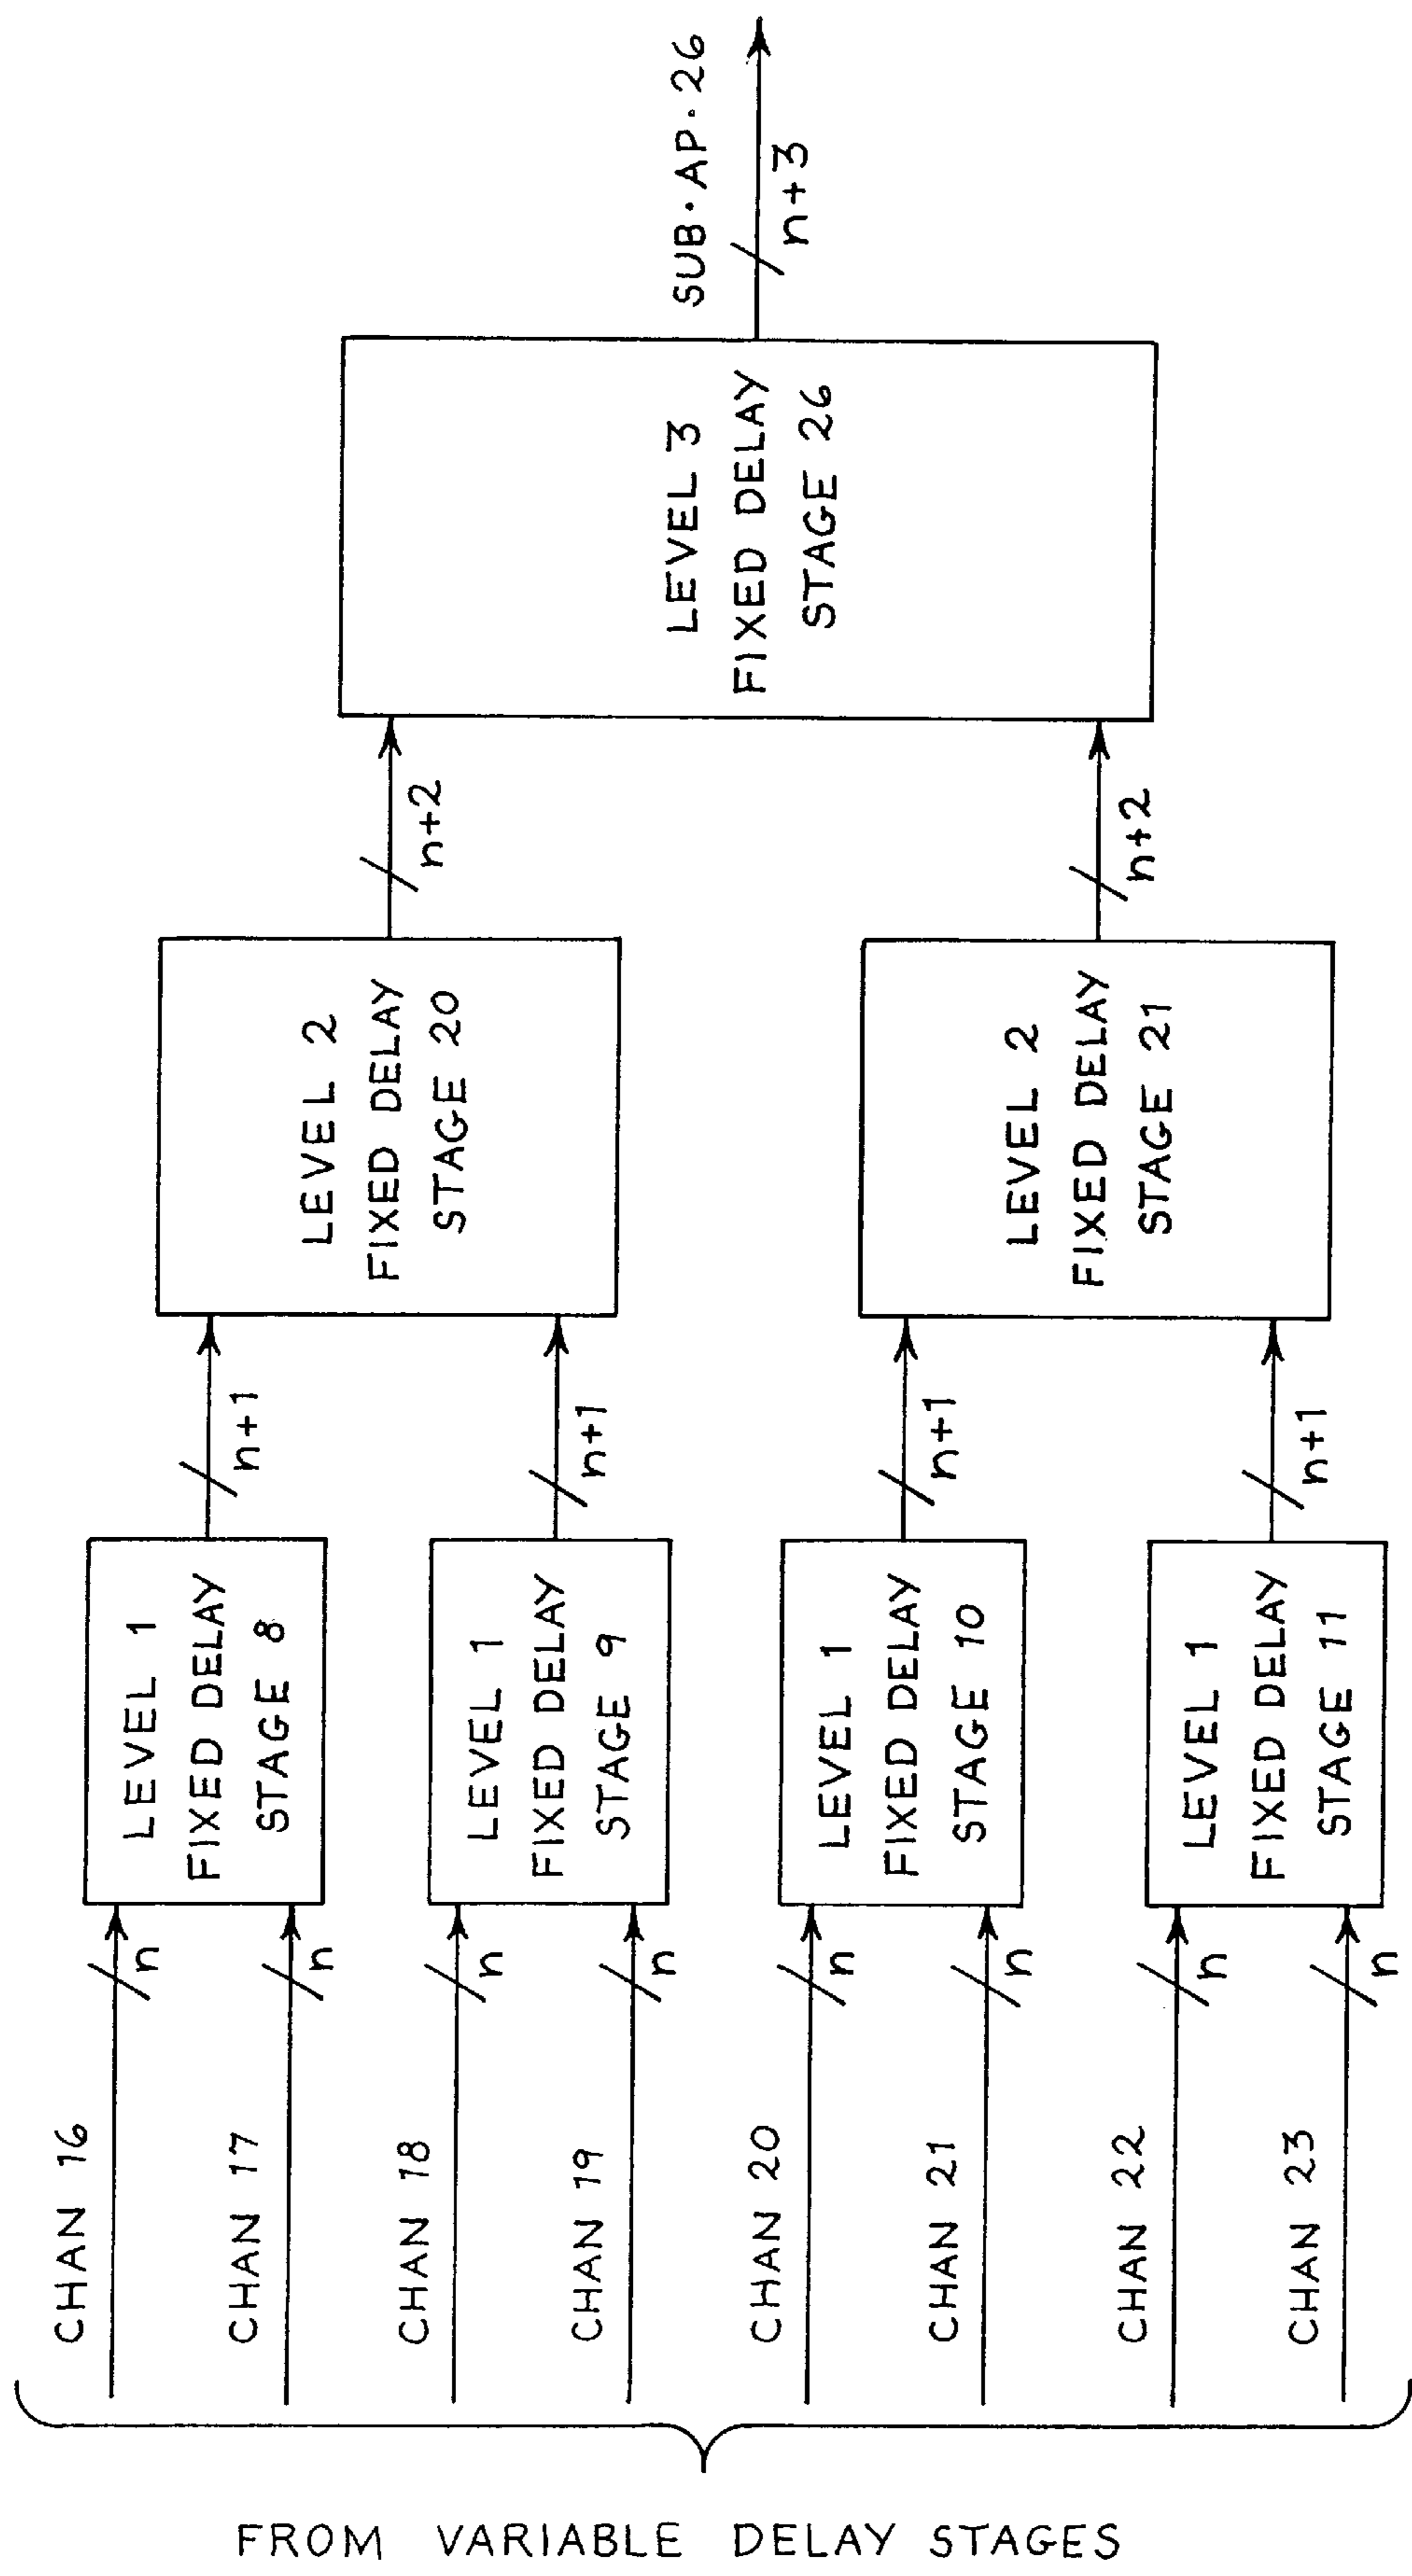 SUB·AP·26
n+3
LEVEL 3
FIXED DELAY
STAGE 26
n+2
n+2
LEVEL 2
FIXED DELAY
STAGE 20
LEVEL 2
FIXED DELAY
STAGE 21
n+1
n+1
n+1
n+1
LEVEL 1
FIXED DELAY
STAGE 8
LEVEL 1
FIXED DELAY
STAGE 9
LEVEL 1
FIXED DELAY
STAGE 10
LEVEL 1
FIXED DELAY
STAGE 11
n
n
n
n
n
n
n
n
CHAN 16
CHAN 17
CHAN 18
CHAN 19
CHAN 20
CHAN 21
CHAN 22
CHAN 23
FROM VARIABLE DELAY STAGES